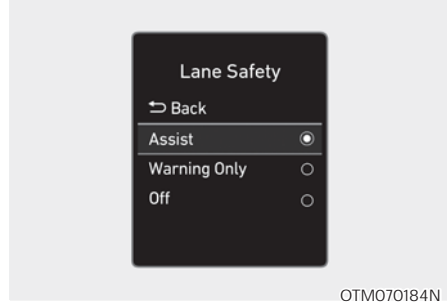 Lane Safety
Back
Assist
Warning Only
Off
OTM070184N